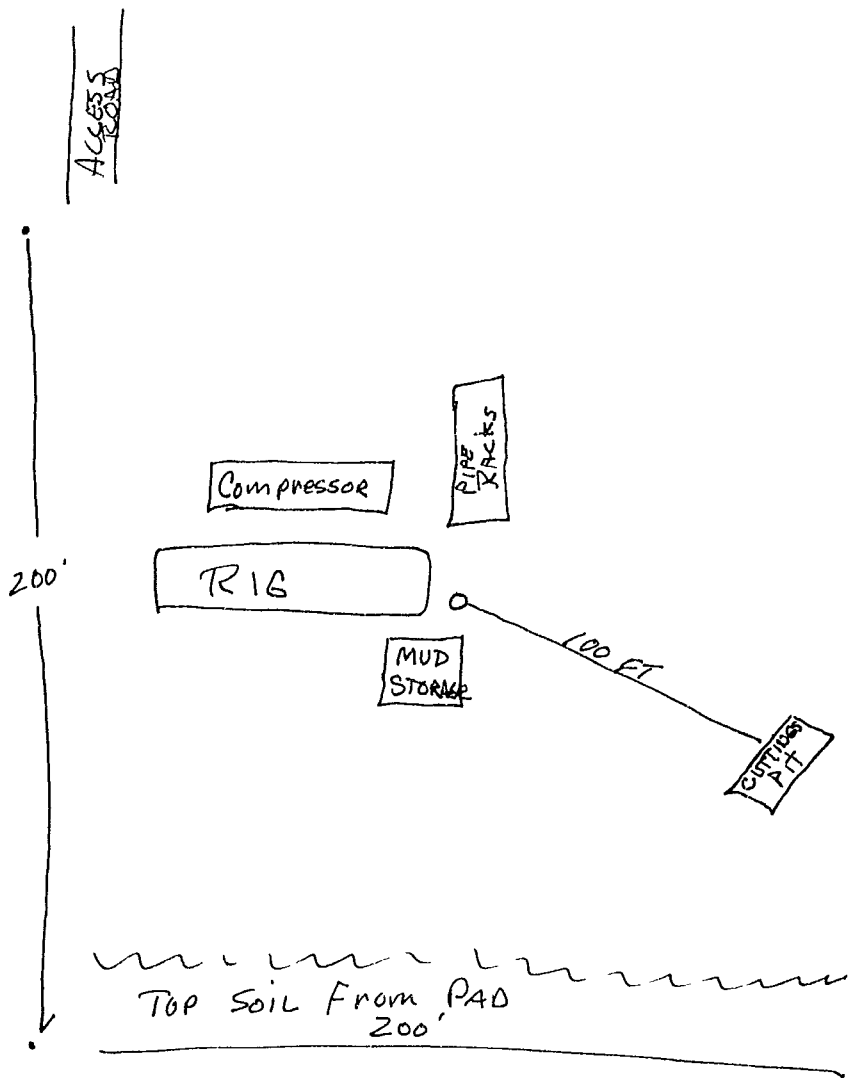 ACCESS
ROAD
PIPE
RACKS
Compressor
200'
RIG
100 FT
MUD
STORAGE
CUTTINGS
PIT
TOP SOIL From PAD
200'